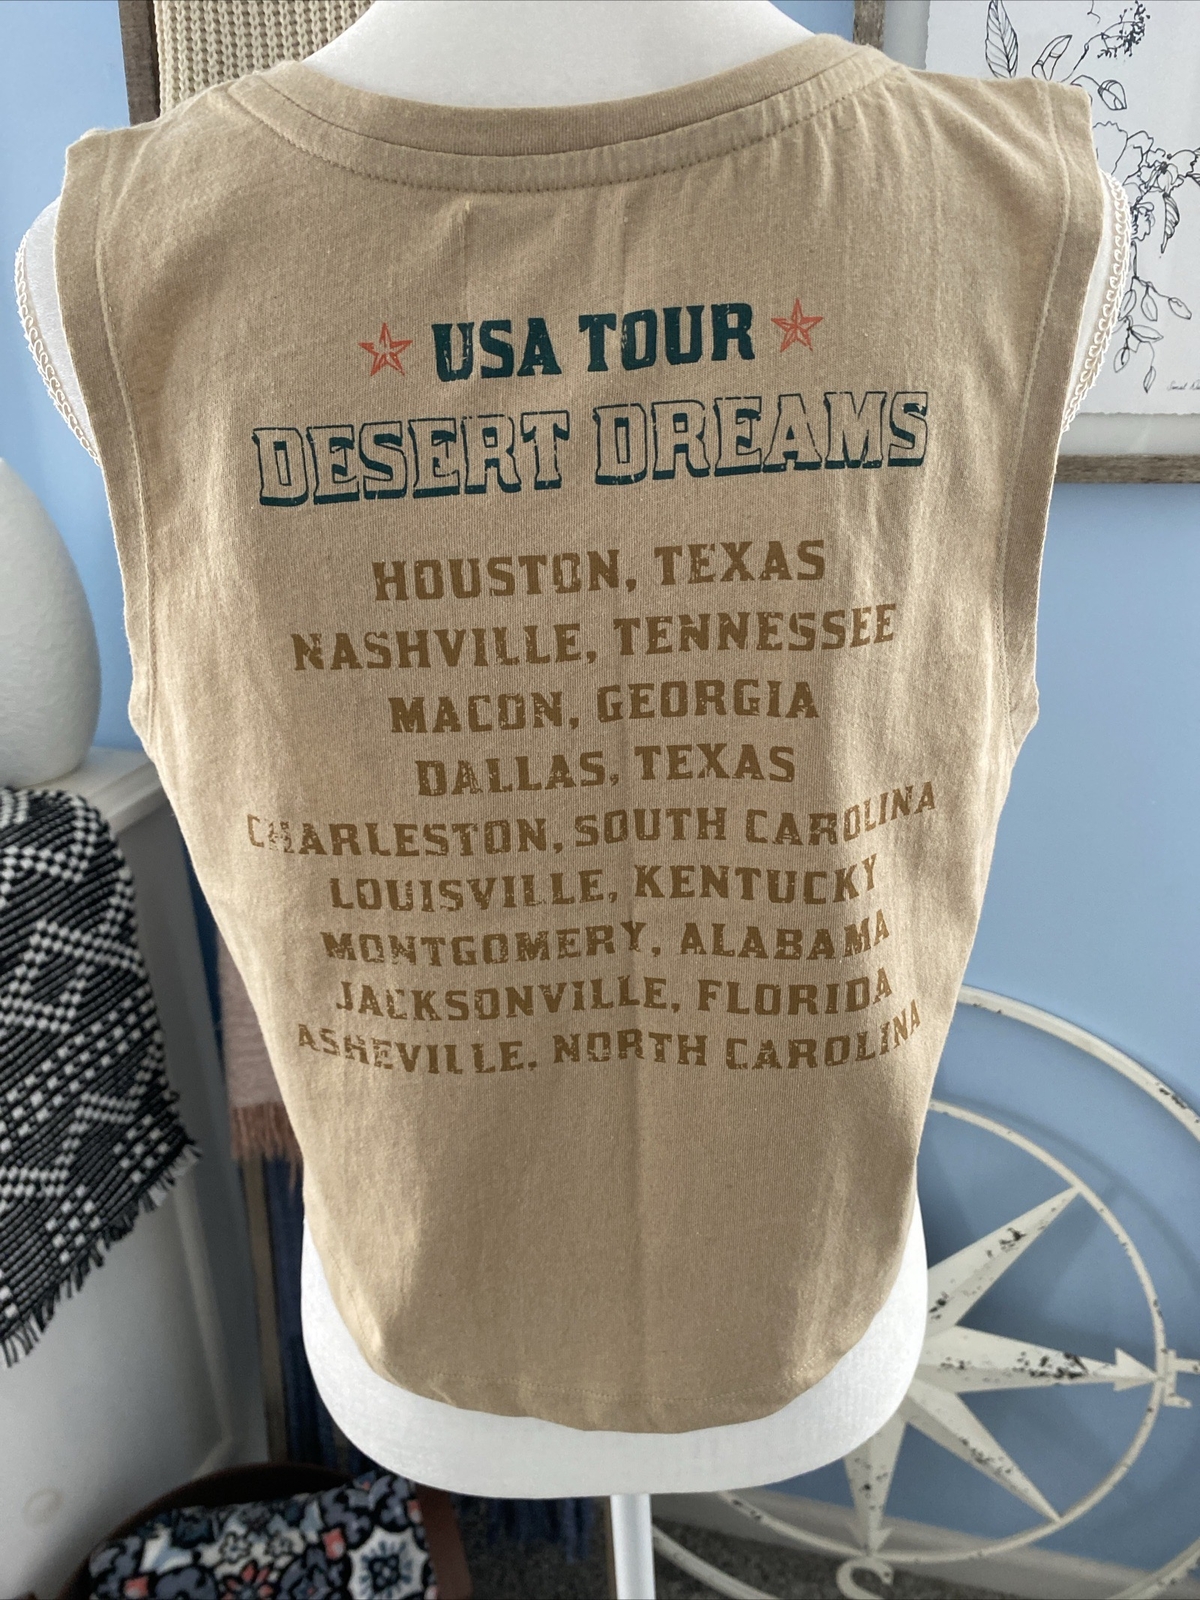 USA TOUR
DESERT DREAMS
HOUSTON, TEXAS
NASHVILLE, TENNESSEE
MACON, GEORGIA
DALLAS, TEXAS
CHARLESTON, SOUTH CAROLINA
LOUISVILLE, KENTUCKY
MONTGOMERY, ALABAMA
JACKSONVILLE, FLORIDA
ASHEVILLE, NORTH CAROLINA